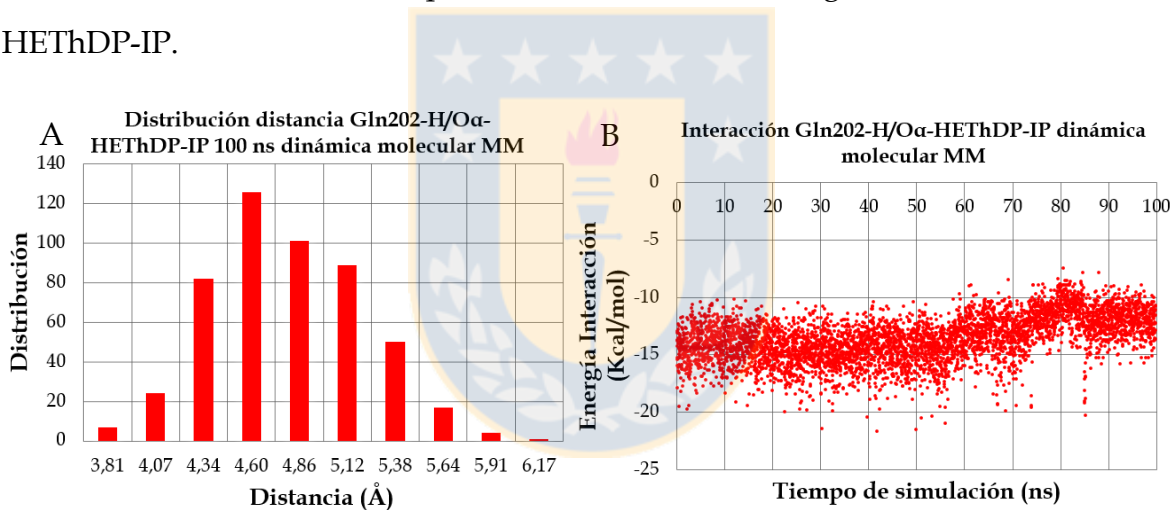 HEThDP-IP.
A
Distribución distancia Gln202-H/Oα-
HEThDP-IP 100 ns dinámica molecular MM
Distribución
140
120
100
80
60
40
20
0
3,81 4,07 4,34 4,60 4,86 5,12 5,38 5,64 5,91 6,17
Distancia (Å)
B
Interacción Gln202-H/Oα-HEThDP-IP dinámica
molecular MM
Energía Interacción
(Kcal/mol)
0
-5
-10
-15
-20
-25
0 10 20 30 40 50 60 70 80 90 100
Tiempo de simulación (ns)